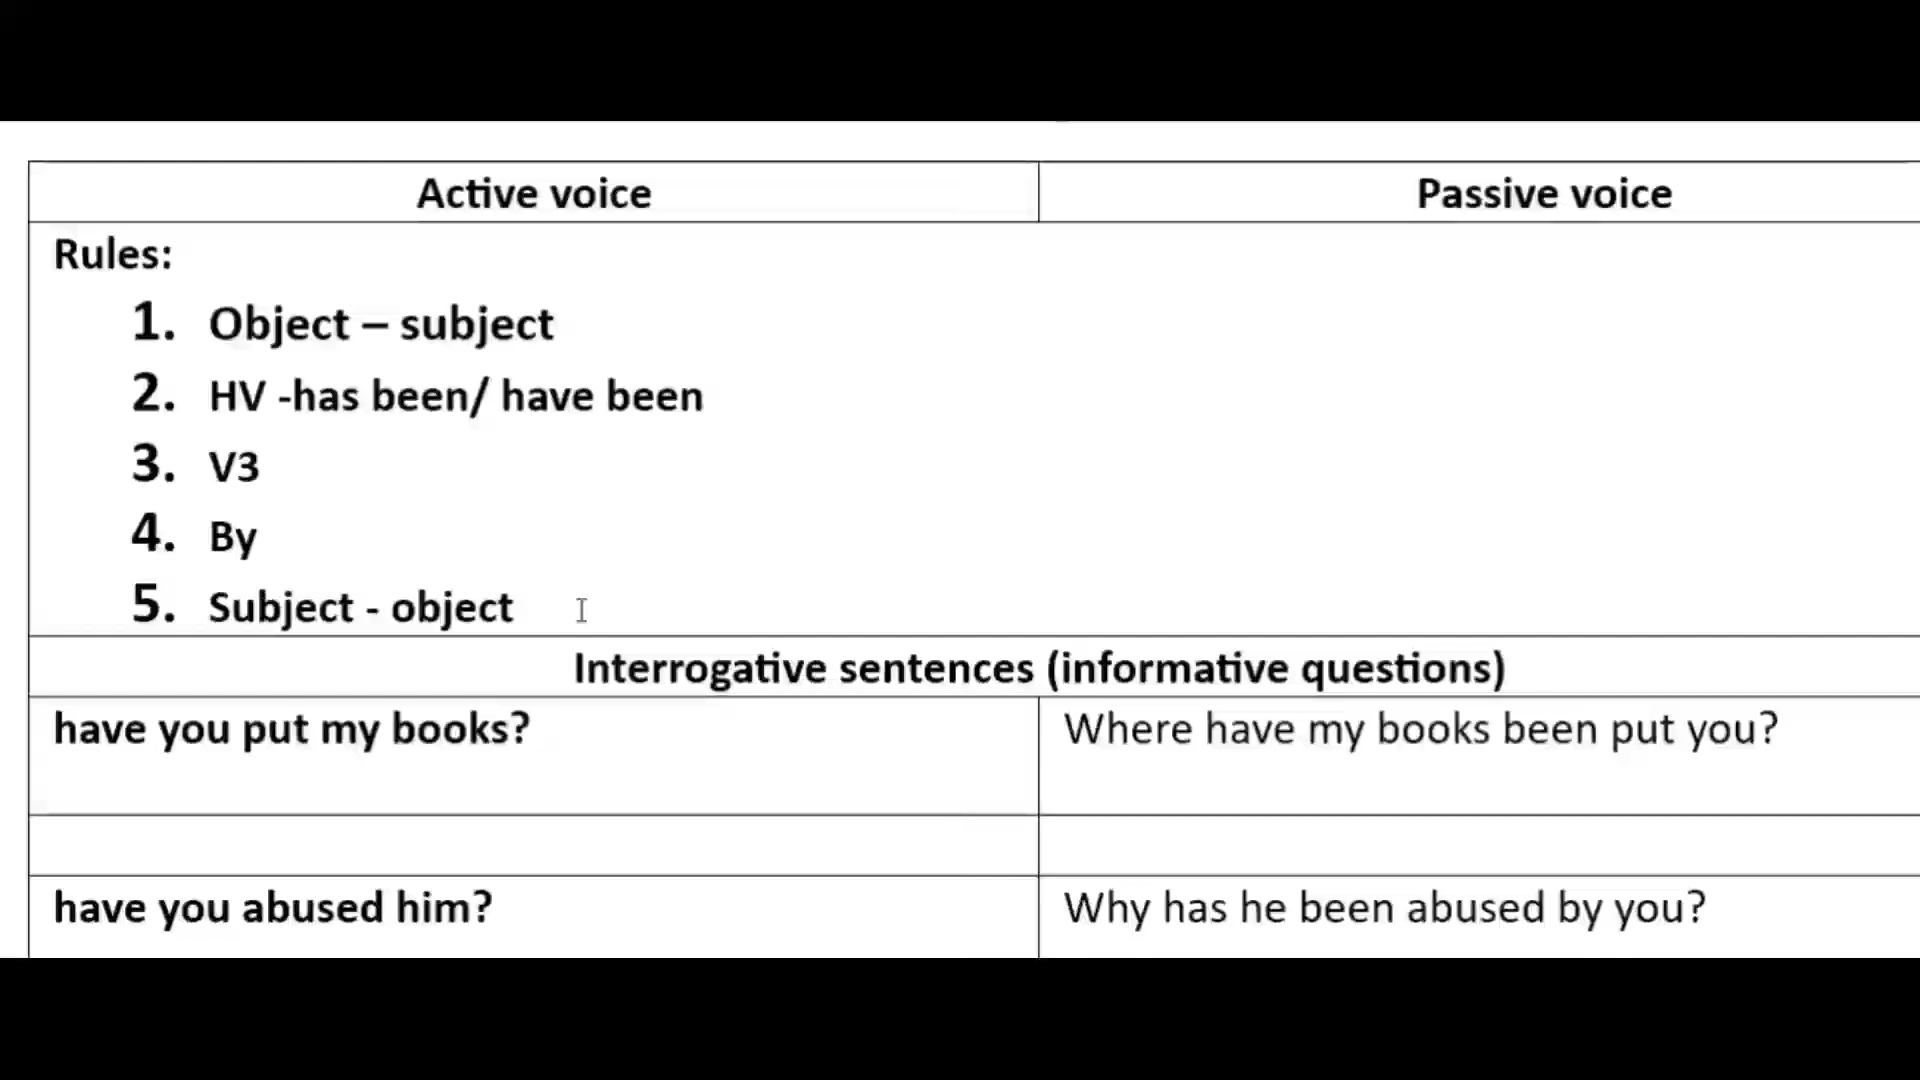 Active voice
Passive voice
Rules:
1. Object – subject
2. HV -has been/ have been
3. V3
4. By
5. Subject - object
Interrogative sentences (informative questions)
have you put my books?
Where have my books been put you?
have you abused him?
Why has he been abused by you?